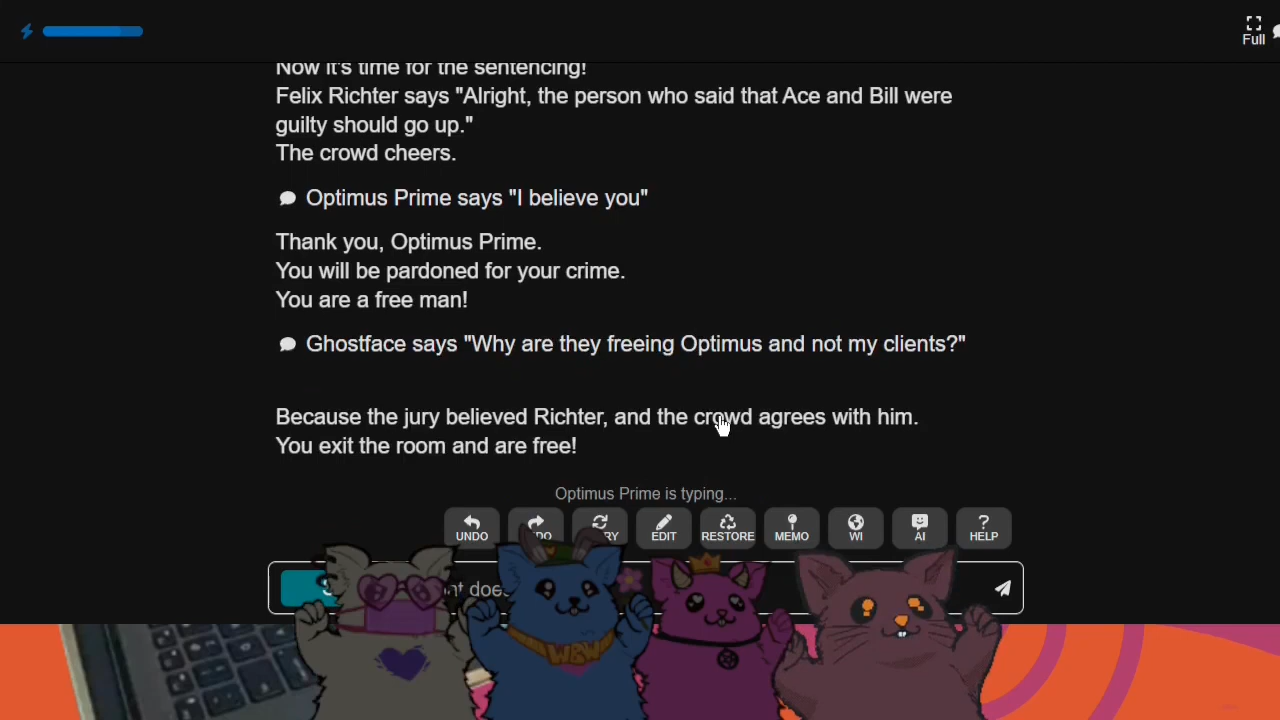 Full
Now it's time for the sentencing!
Felix Richter says "Alright, the person who said that Ace and Bill were
guilty should go up."
The crowd cheers.
Optimus Prime says "I believe you"
Thank you, Optimus Prime.
You will be pardoned for your crime.
You are a free man!
Ghostface says "Why are they freeing Optimus and not my clients?"
Because the jury believed Richter, and the crowd agrees with him.
You exit the room and are free!
Optimus Prime is typing...
UNDO EDIT RESTORE MEMO WI AI HELP
WBW